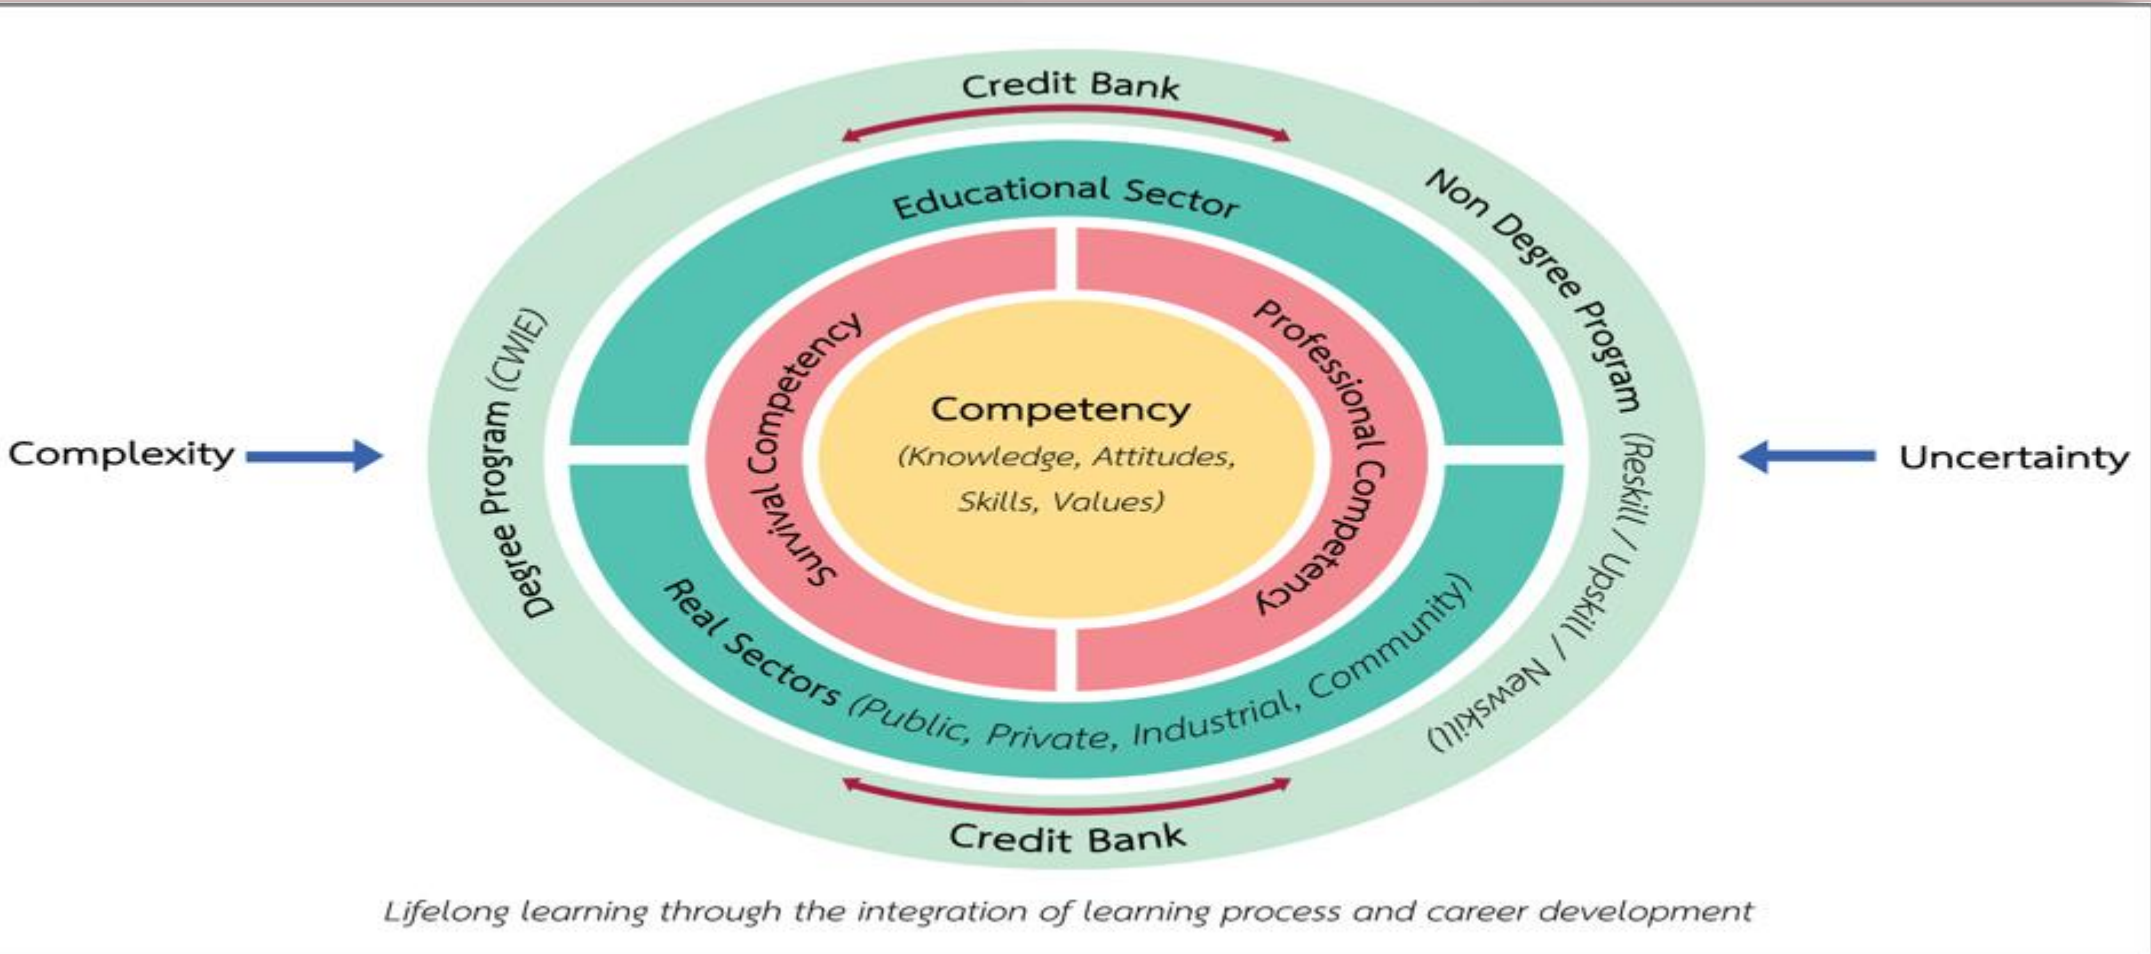 Credit Bank
Educational Sector
Non Degree Program (Reskill / Upskill / Newskill)
Degree Program (CWIE)
Survival Competency
Professional Competency
Competency
(Knowledge, Attitudes,
Skills, Values)
Complexity
Uncertainty
Real Sectors (Public, Private, Industrial, Community)
Credit Bank
Lifelong learning through the integration of learning process and career development